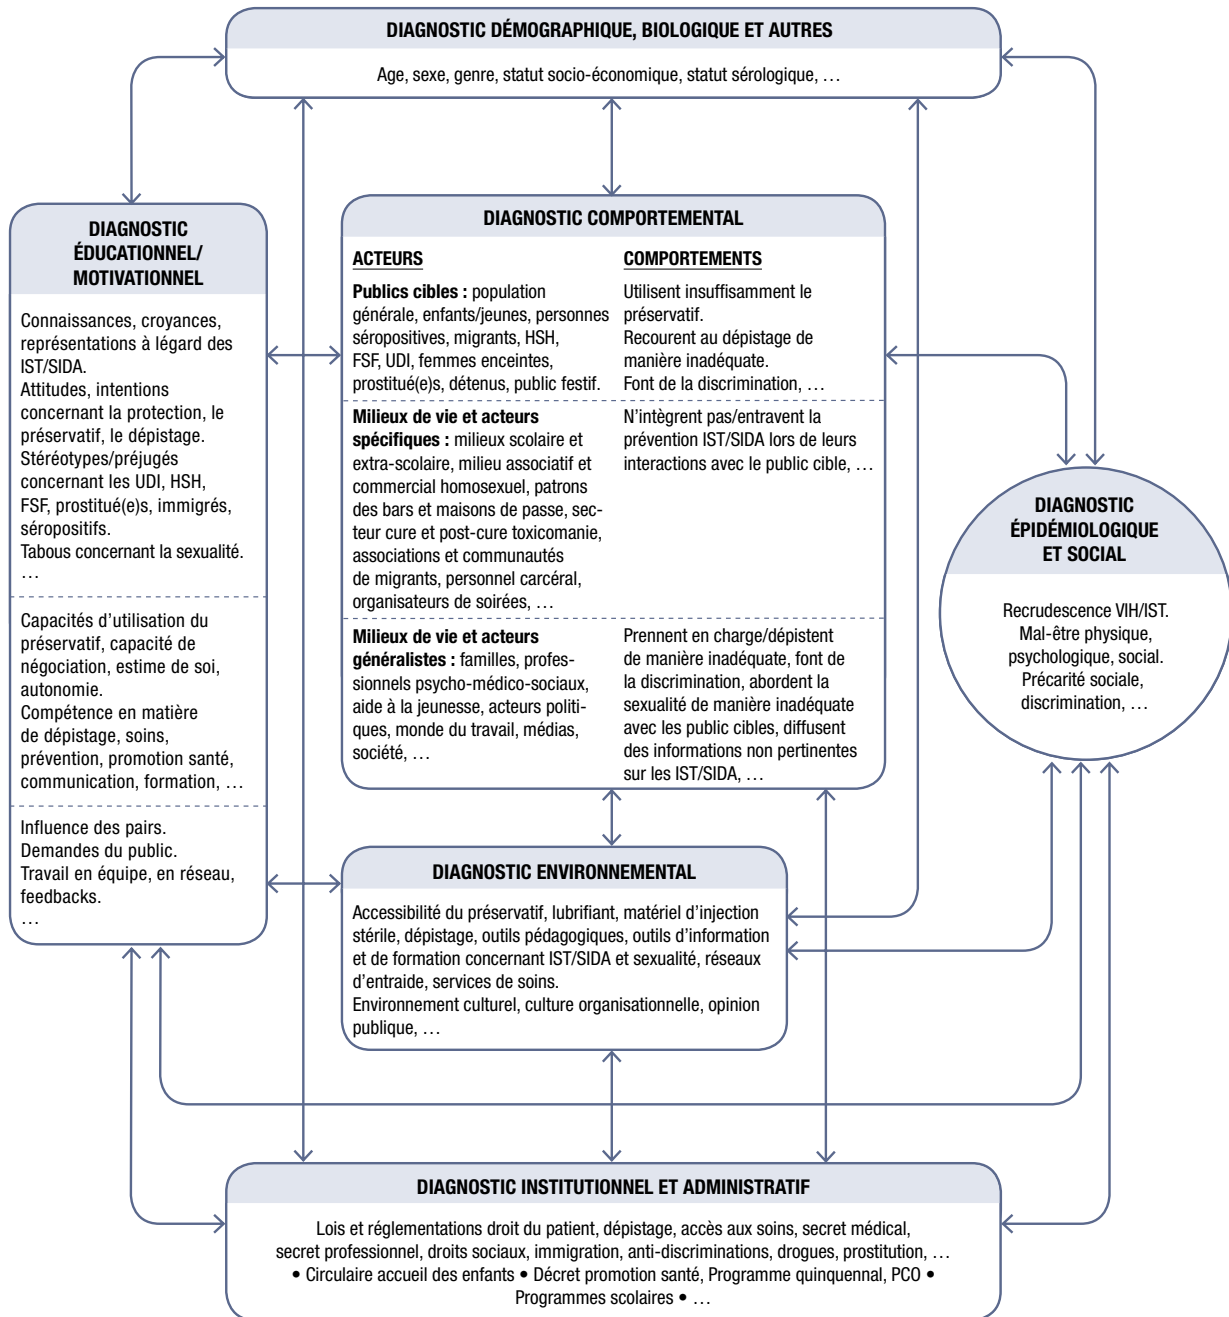 DIAGNOSTIC DÉMOGRAPHIQUE, BIOLOGIQUE ET AUTRES
Age, sexe, genre, statut socio-économique, statut sérologique, …
DIAGNOSTIC
ÉDUCATIONNEL/
MOTIVATIONNEL
Connaissances, croyances,
représentations à légard des
IST/SIDA.
Attitudes, intentions
concernant la protection, le
préservatif, le dépistage.
Stéréotypes/préjugés
concernant les UDI, HSH,
FSF, prostitué(e)s, immigrés,
séropositifs.
Tabous concernant la sexualité.
…
Capacités d’utilisation du
préservatif, capacité de
négociation, estime de soi,
autonomie.
Compétence en matière
de dépistage, soins,
prévention, promotion santé,
communication, formation, …
Influence des pairs.
Demandes du public.
Travail en équipe, en réseau,
feedbacks.
…
DIAGNOSTIC COMPORTEMENTAL
ACTEURS
Publics cibles : population
générale, enfants/jeunes, personnes
séropositives, migrants, HSH,
FSF, UDI, femmes enceintes,
prostitué(e)s, détenus, public festif.
COMPORTEMENTS
Utilisent insuffisamment le
préservatif.
Recourent au dépistage de
manière inadéquate.
Font de la discrimination, …
Milieux de vie et acteurs
spécifiques : milieu scolaire et
extra-scolaire, milieu associatif et
commercial homosexuel, patrons
des bars et maisons de passe, sec-
teur cure et post-cure toxicomanie,
associations et communautés
de migrants, personnel carcéral,
organisateurs de soirées, …
N’intègrent pas/entravent la
prévention IST/SIDA lors de leurs
interactions avec le public cible, …
Milieux de vie et acteurs
généralistes : familles, profes-
sionnels psycho-médico-sociaux,
aide à la jeunesse, acteurs politi-
ques, monde du travail, médias,
société, …
Prennent en charge/dépistent
de manière inadéquate, font de
la discrimination, abordent la
sexualité de manière inadéquate
avec les public cibles, diffusent
des informations non pertinentes
sur les IST/SIDA, …
DIAGNOSTIC
ÉPIDÉMIOLOGIQUE
ET SOCIAL
Recrudescence VIH/IST.
Mal-être physique,
psychologique, social.
Précarité sociale,
discrimination, …
DIAGNOSTIC ENVIRONNEMENTAL
Accessibilité du préservatif, lubrifiant, matériel d’injection
stérile, dépistage, outils pédagogiques, outils d’information
et de formation concernant IST/SIDA et sexualité, réseaux
d’entraide, services de soins.
Environnement culturel, culture organisationnelle, opinion
publique, …
DIAGNOSTIC INSTITUTIONNEL ET ADMINISTRATIF
Lois et réglementations droit du patient, dépistage, accès aux soins, secret médical,
secret professionnel, droits sociaux, immigration, anti-discriminations, drogues, prostitution, …
• Circulaire accueil des enfants • Décret promotion santé, Programme quinquennal, PCO •
Programmes scolaires • …